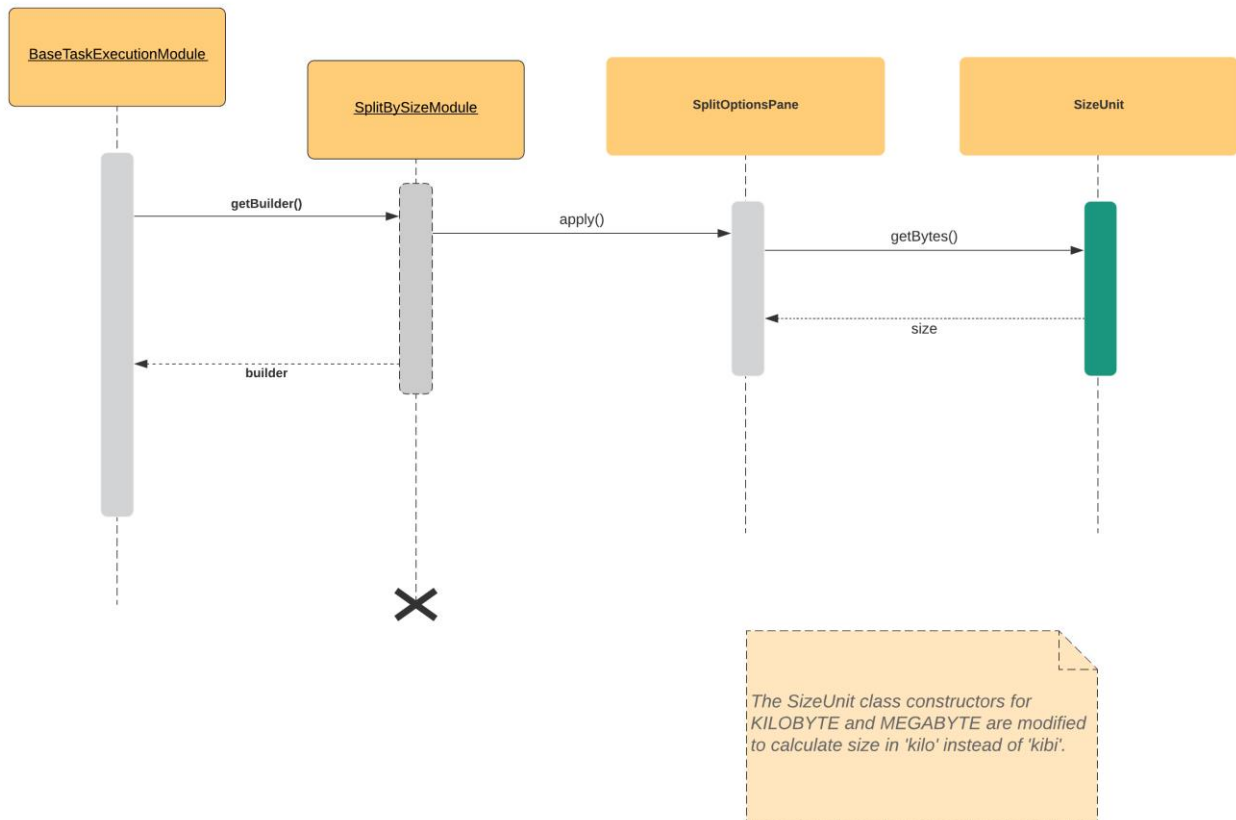 BaseTaskExecutionModule
SplitBySizeModule
SplitOptionsPane
SizeUnit
getBuilder()
apply()
getBytes()
size
builder
The SizeUnit class constructors for
KILOBYTE and MEGABYTE are modified
to calculate size in 'kilo' instead of 'kibi'.